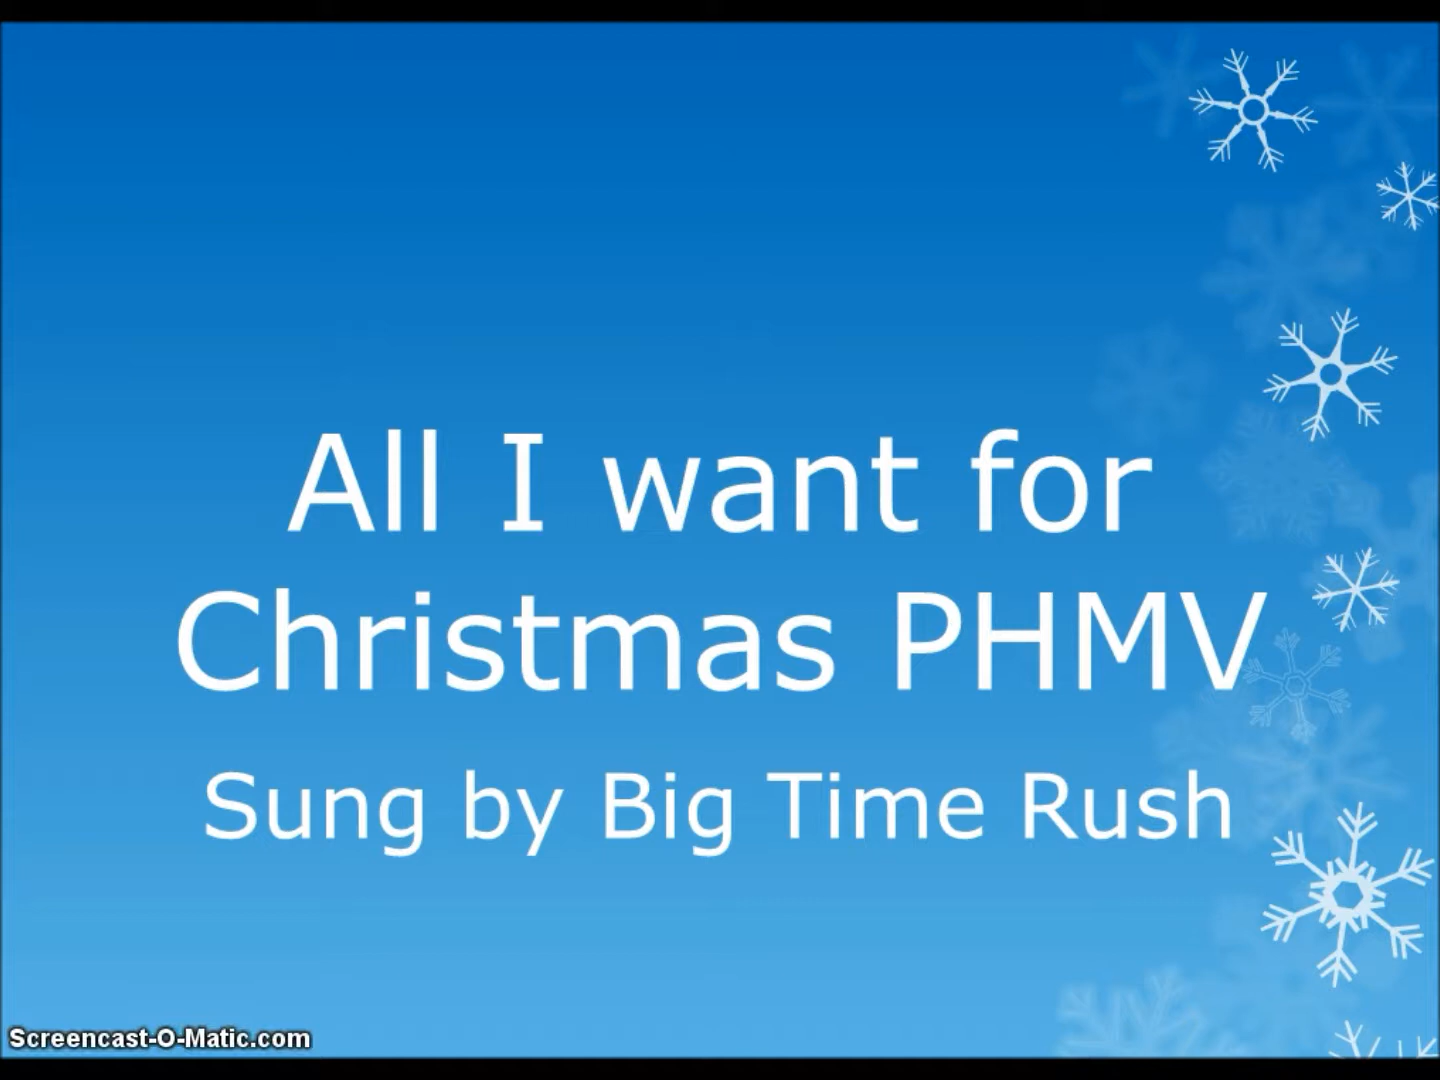 All I want for
Christmas PHMV
Sung by Big Time Rush
Screencast-O-Matic.com